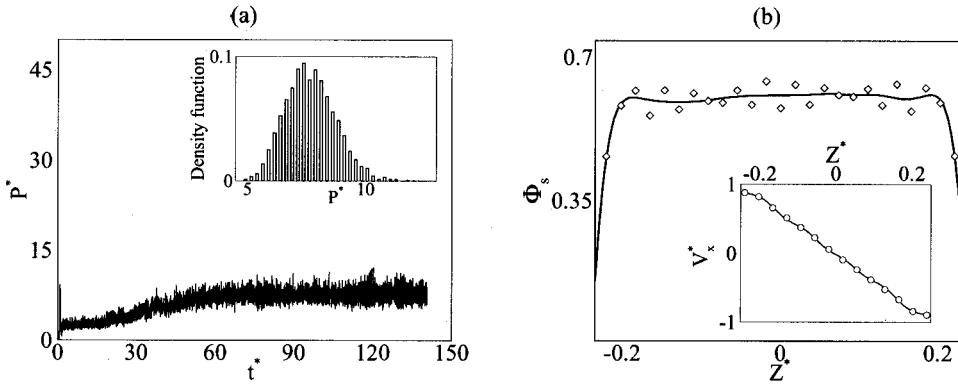 (a)
45
30
15
0
P*
0 30 60 90 120 150
t*
0.1
0
Density function
5 P* 10
(b)
0.7
0.35
Φs
-0.2 0 0.2
Z*
Z*
-0.2 0 0.2
1
0
-1
Vx*